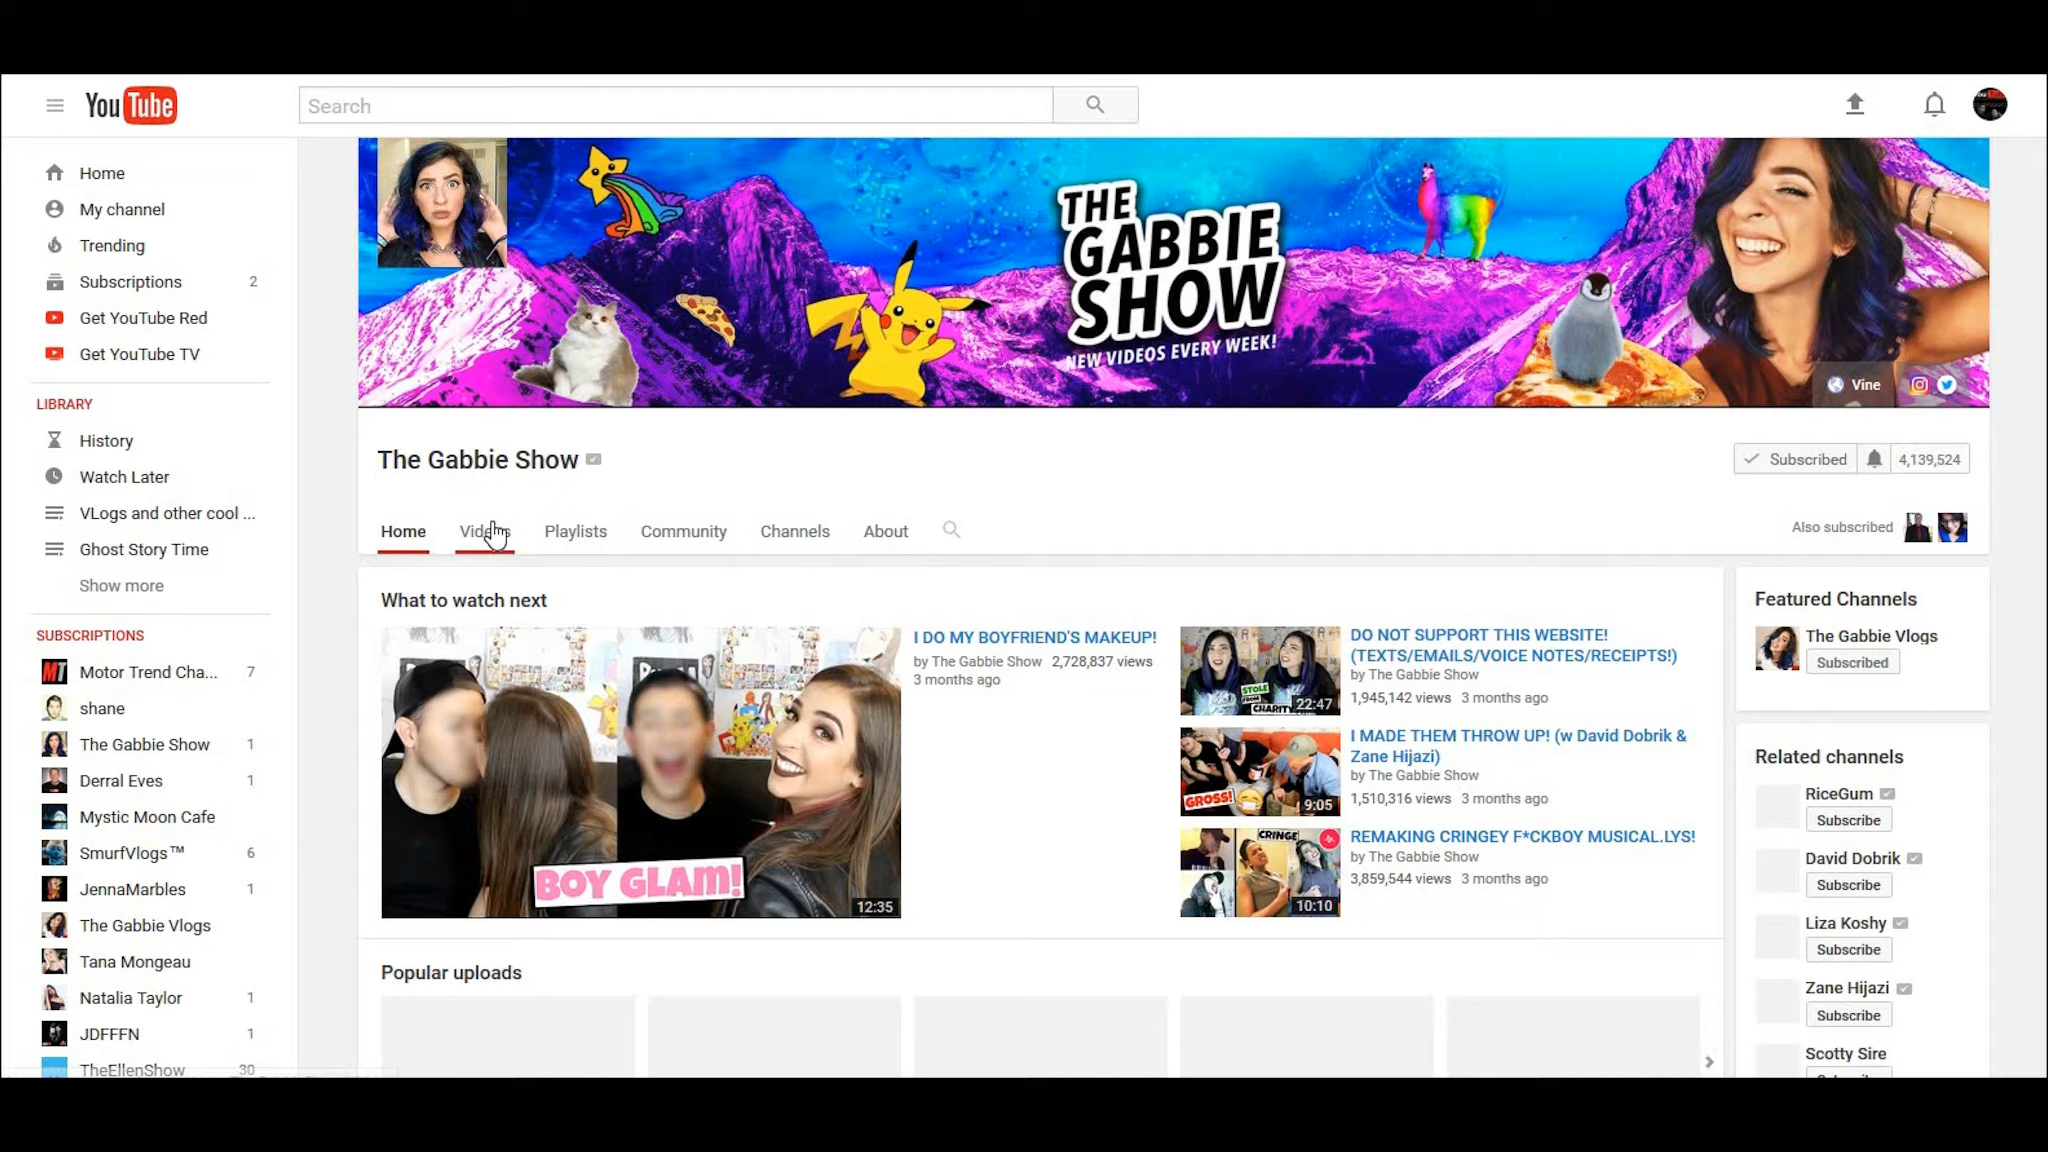 YouTube
Search
Home
My channel
Trending
Subscriptions 2
Get YouTube Red
Get YouTube TV
LIBRARY
History
Watch Later
VLogs and other cool ...
Ghost Story Time
Show more
SUBSCRIPTIONS
Motor Trend Cha... 7
shane
The Gabbie Show 1
Derral Eves 1
Mystic Moon Cafe
SmurfVlogs™ 6
JennaMarbles 1
The Gabbie Vlogs
Tana Mongeau
Natalia Taylor 1
JDFFFN 1
TheEllenShow 30
THE
GABBIE
SHOW
NEW VIDEOS EVERY WEEK!
Vine
The Gabbie Show
Subscribed 4,139,524
Home Videos Playlists Community Channels About
Also subscribed
What to watch next
BOY GLAM!
12:35
I DO MY BOYFRIEND'S MAKEUP!
by The Gabbie Show 2,728,837 views
3 months ago
STOLE
FROM
CHARITY
22:47
DO NOT SUPPORT THIS WEBSITE!
(TEXTS/EMAILS/VOICE NOTES/RECEIPTS!)
by The Gabbie Show
1,945,142 views 3 months ago
GROSS!
9:05
I MADE THEM THROW UP! (w David Dobrik &
Zane Hijazi)
by The Gabbie Show
1,510,316 views 3 months ago
CRINGE
10:10
REMAKING CRINGEY F*CKBOY MUSICAL.LYS!
by The Gabbie Show
3,859,544 views 3 months ago
Popular uploads
Featured Channels
The Gabbie Vlogs
Subscribed
Related channels
RiceGum
Subscribe
David Dobrik
Subscribe
Liza Koshy
Subscribe
Zane Hijazi
Subscribe
Scotty Sire